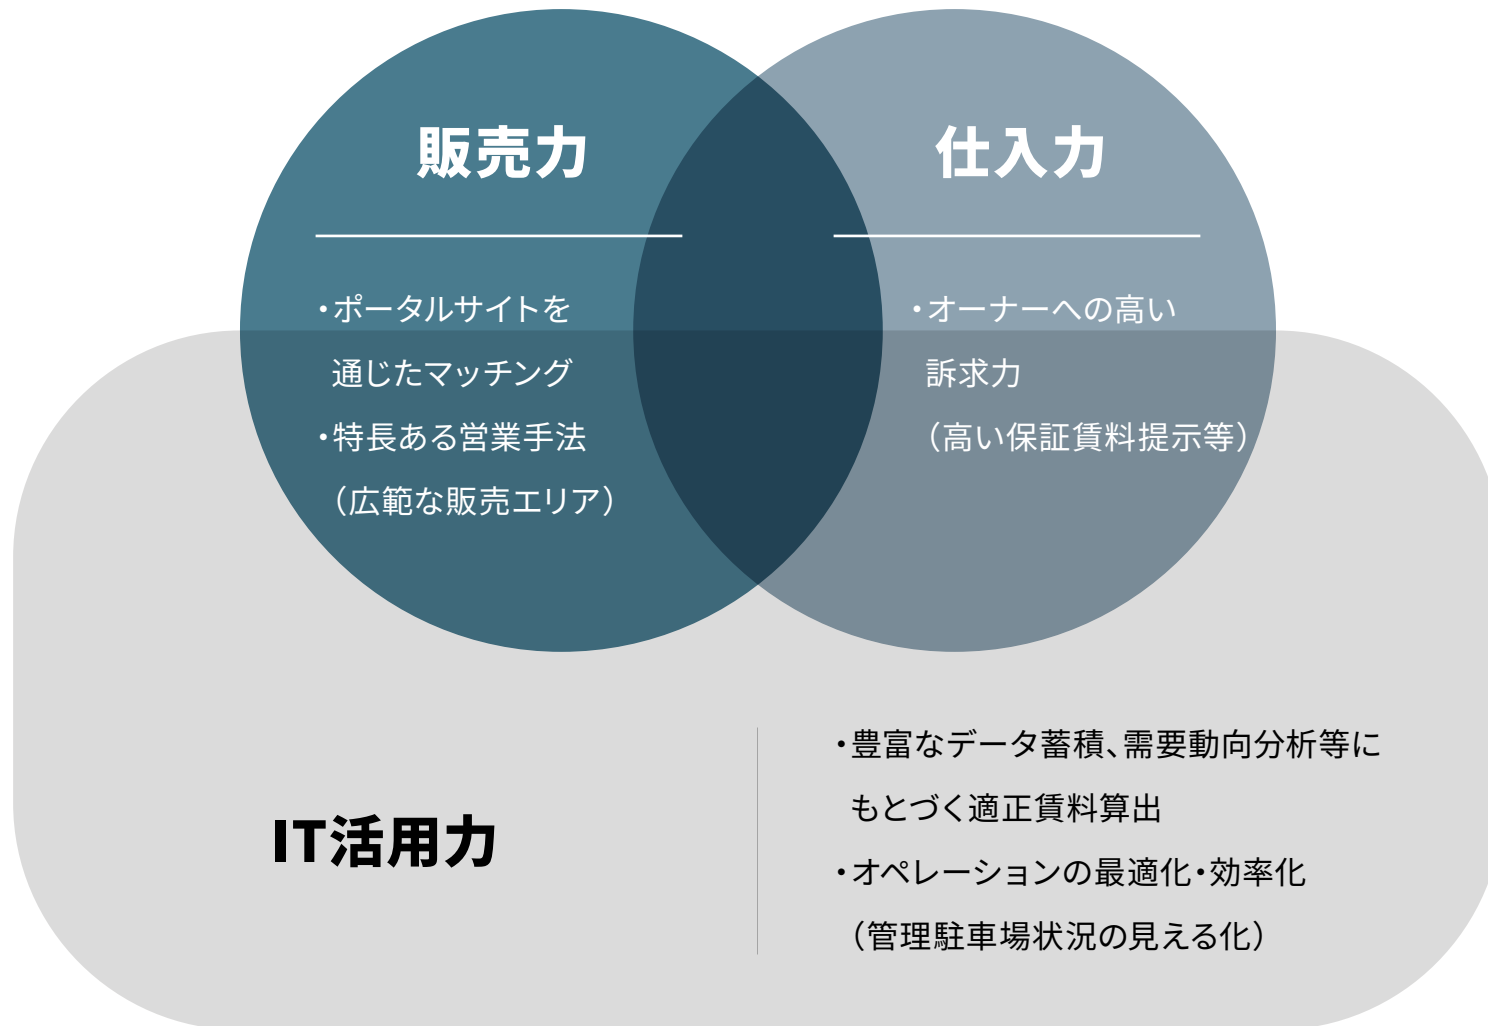 販売力
・ポータルサイトを
通じたマッチング
・特長ある営業手法
（広範な販売エリア）
仕入力
・オーナーへの高い
訴求力
（高い保証賃料提示等）
IT活用力
・豊富なデータ蓄積、需要動向分析等に
もとづく適正賃料算出
・オペレーションの最適化・効率化
（管理駐車場状況の見える化）